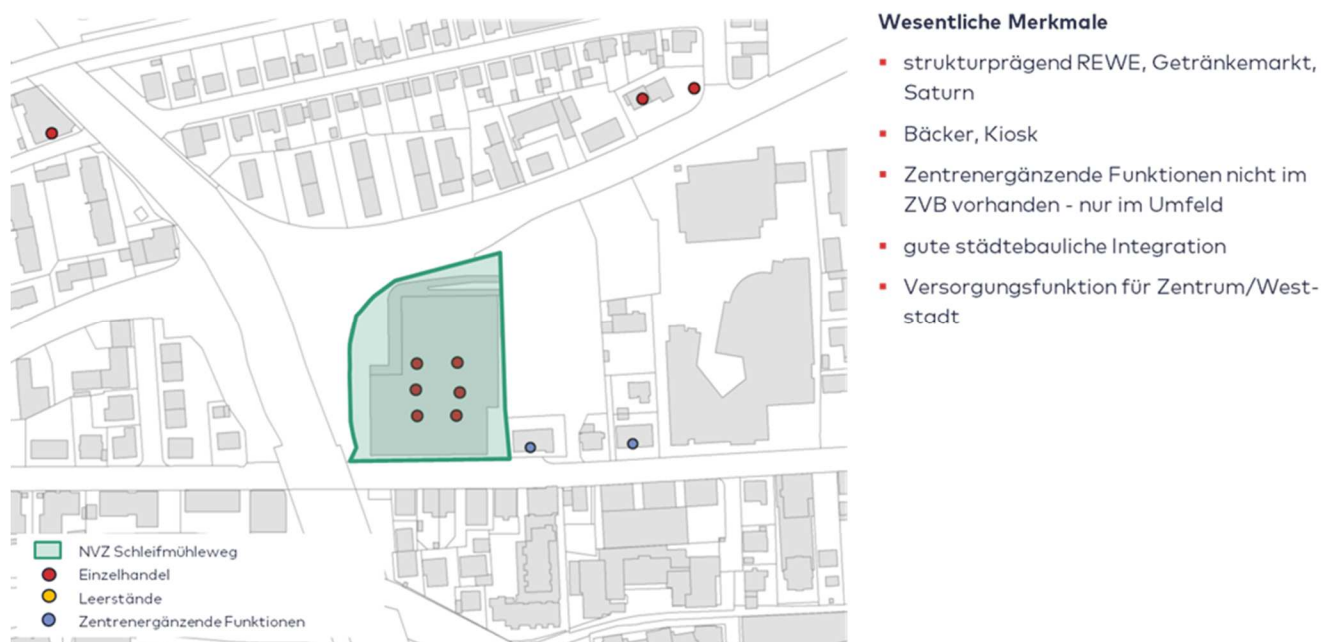 Wesentliche Merkmale
strukturprägend REWE, Getränkemarkt,
Saturn
Bäcker, Kiosk
Zentrenergänzende Funktionen nicht im
ZVB vorhanden - nur im Umfeld
gute städtebauliche Integration
Versorgungsfunktion für Zentrum/West-
stadt
NVZ Schleifmühleweg
Einzelhandel
Leerstände
Zentrenergänzende Funktionen